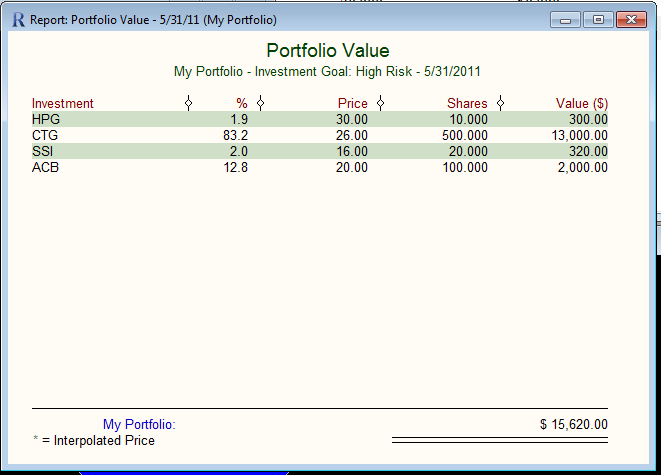 R Report: Portfolio Value - 5/31/11 (My Portfolio)
Portfolio Value
My Portfolio - Investment Goal: High Risk - 5/31/2011
Investment % Price Shares Value ($)
HPG 1.9 30.00 10.000 300.00
CTG 83.2 26.00 500.000 13,000.00
SSI 2.0 16.00 20.000 320.00
ACB 12.8 20.00 100.000 2,000.00
My Portfolio: $ 15,620.00
* = Interpolated Price